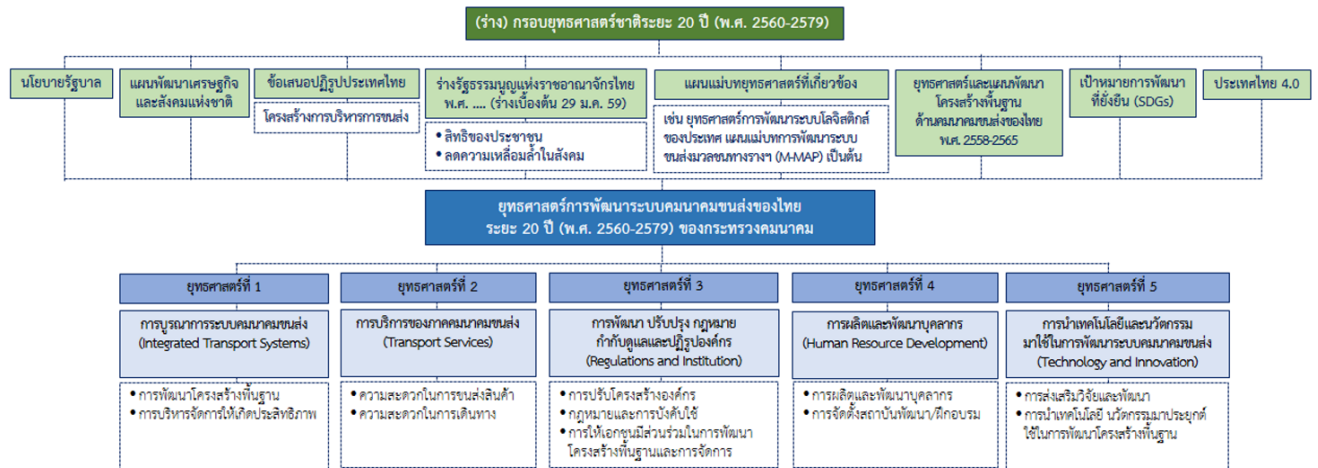 (ร่าง) กรอบยุทธศาสตร์ชาติระยะ 20 ปี (พ.ศ. 2560-2579)
นโยบายรัฐบาล
แผนพัฒนาเศรษฐกิจ
และสังคมแห่งชาติ
ข้อเสนอปฏิรูปประเทศไทย
โครงสร้างการบริหารการขนส่ง
ร่างรัฐธรรมนูญแห่งราชอาณาจักรไทย
พ.ศ. .... (ร่างเบื้องต้น 29 ม.ค. 59)
• สิทธิของประชาชน
• ลดความเหลื่อมล้ำในสังคม
แผนแม่บทยุทธศาสตร์ที่เกี่ยวข้อง
เช่น ยุทธศาสตร์การพัฒนาระบบโลจิสติกส์
ของประเทศ แผนแม่บทการพัฒนาระบบ
ขนส่งมวลชนทางรางฯ (M-MAP) เป็นต้น
ยุทธศาสตร์และแผนพัฒนา
โครงสร้างพื้นฐาน
ด้านคมนาคมขนส่งของไทย
พ.ศ. 2558-2565
เป้าหมายการพัฒนา
ที่ยั่งยืน (SDGs)
ประเทศไทย 4.0
ยุทธศาสตร์การพัฒนาระบบคมนาคมขนส่งของไทย
ระยะ 20 ปี (พ.ศ. 2560-2579) ของกระทรวงคมนาคม
ยุทธศาสตร์ที่ 1
การบูรณาการระบบคมนาคมขนส่ง
(Integrated Transport Systems)
• การพัฒนาโครงสร้างพื้นฐาน
• การบริหารจัดการให้เกิดประสิทธิภาพ
ยุทธศาสตร์ที่ 2
การบริการของภาคคมนาคมขนส่ง
(Transport Services)
• ความสะดวกในการขนส่งสินค้า
• ความสะดวกในการเดินทาง
ยุทธศาสตร์ที่ 3
การพัฒนา ปรับปรุง กฎหมาย
กำกับดูแลและปฏิรูปองค์กร
(Regulations and Institution)
• การปรับโครงสร้างองค์กร
• กฎหมายและการบังคับใช้
• การให้เอกชนมีส่วนร่วมในการพัฒนา
โครงสร้างพื้นฐานและการจัดการ
ยุทธศาสตร์ที่ 4
การผลิตและพัฒนาบุคลากร
(Human Resource Development)
• การผลิตและพัฒนาบุคลากร
• การจัดตั้งสถาบันพัฒนา/ฝึกอบรม
ยุทธศาสตร์ที่ 5
การนำเทคโนโลยีและนวัตกรรม
มาใช้ในการพัฒนาระบบคมนาคมขนส่ง
(Technology and Innovation)
• การส่งเสริมวิจัยและพัฒนา
• การนำเทคโนโลยี นวัตกรรมมาประยุกต์
ใช้ในการพัฒนาโครงสร้างพื้นฐาน